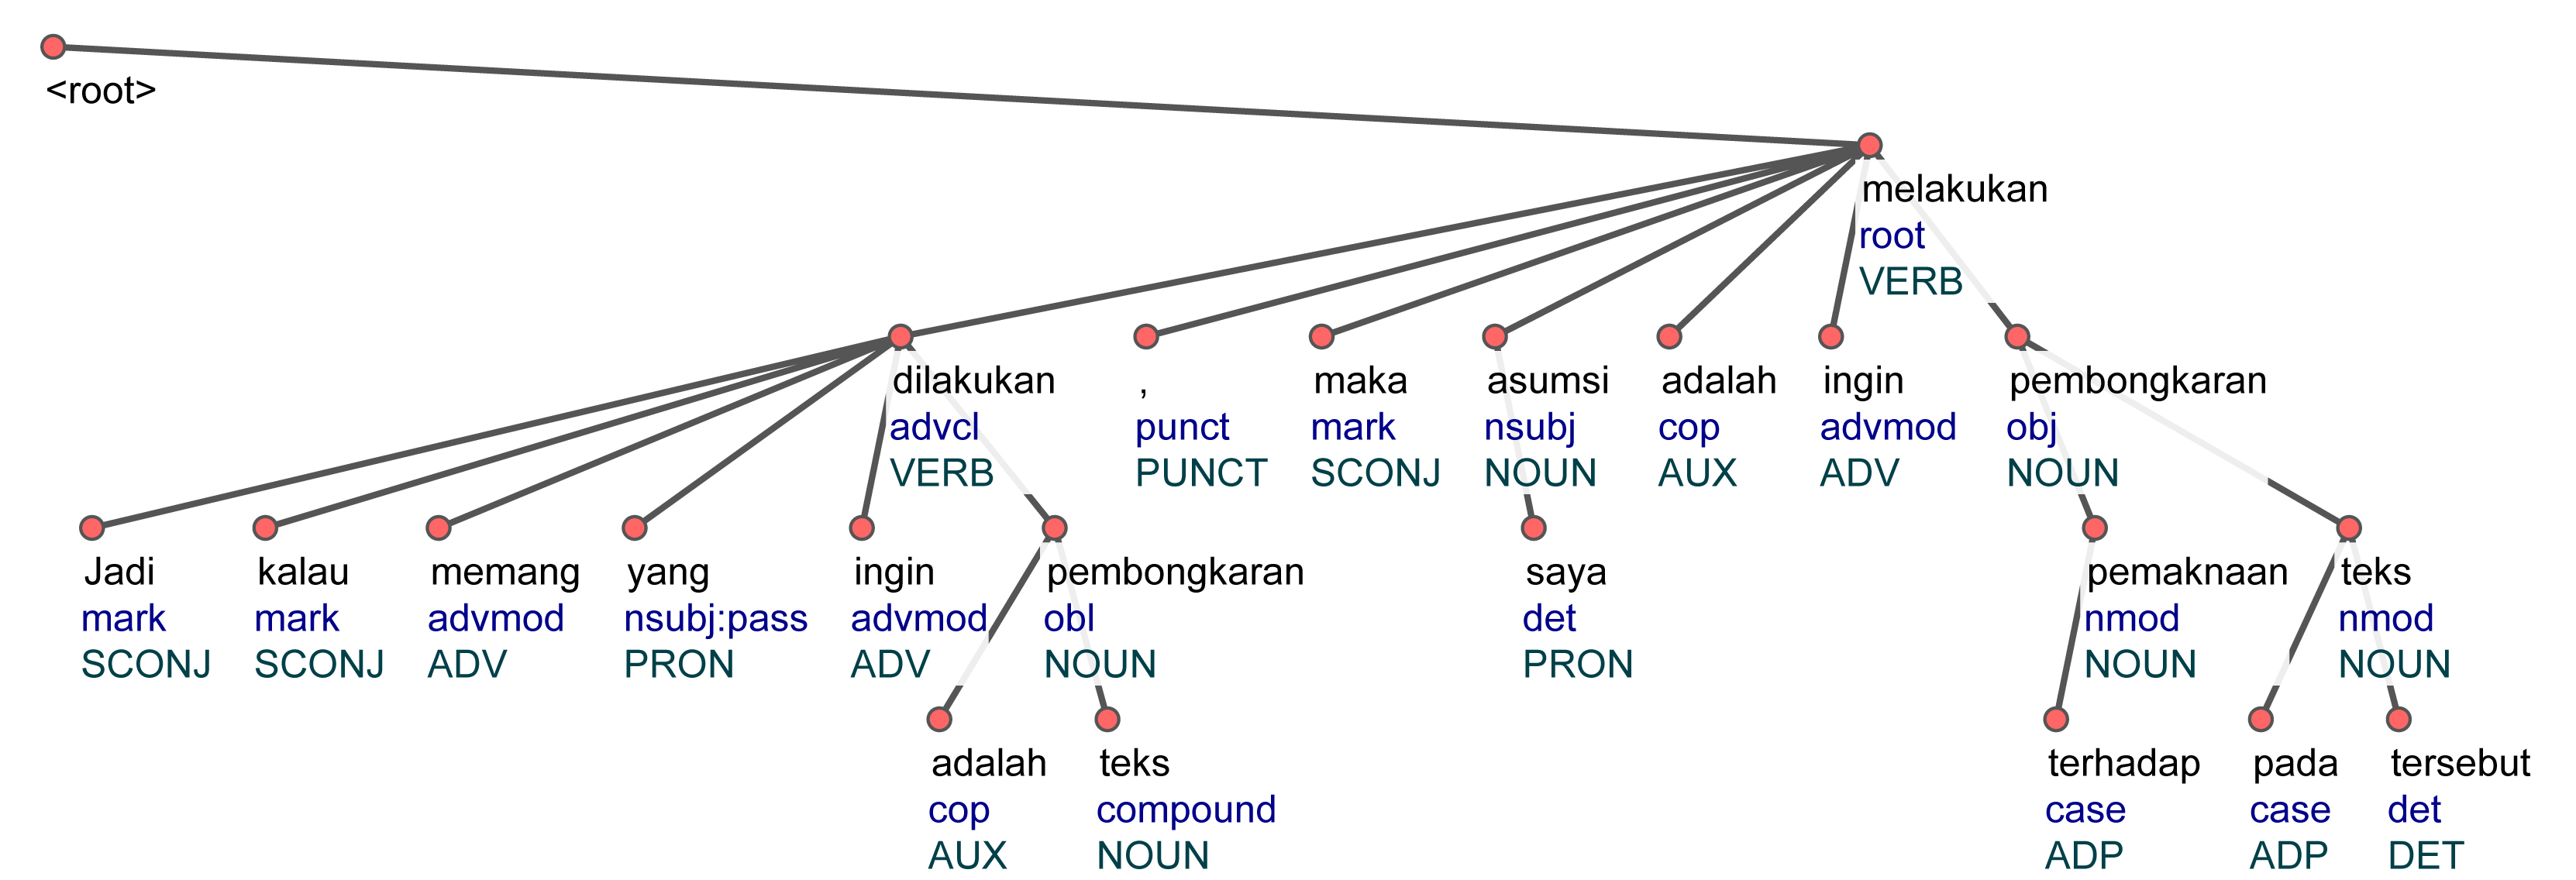 <root>
melakukan
root
VERB
dilakukan , maka asumsi adalah ingin pembongkaran
advcl punct mark nsubj cop advmod obj
VERB PUNCT SCONJ NOUN AUX ADV NOUN
Jadi kalau memang yang ingin pembongkaran saya pemaknaan teks
mark mark advmod nsubj:pass advmod obl det nmod nmod
SCONJ SCONJ ADV PRON ADV NOUN PRON NOUN NOUN
adalah teks terhadap pada tersebut
cop compound case case det
AUX NOUN ADP ADP DET